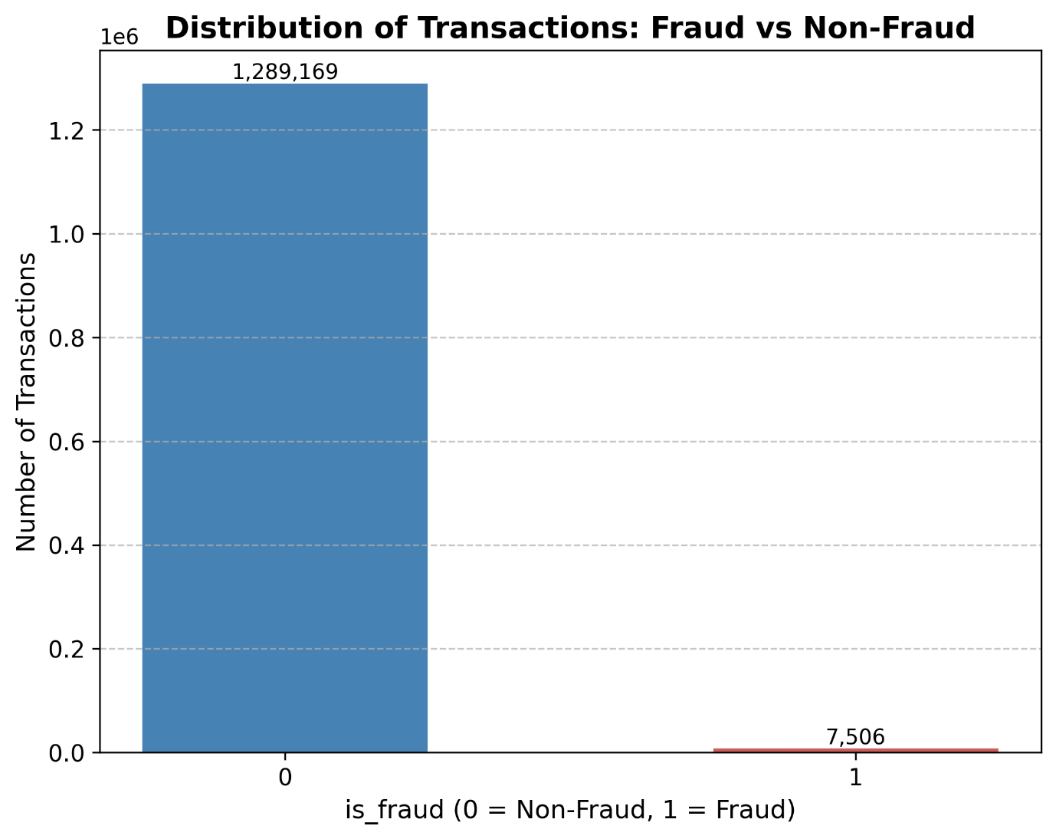 Distribution of Transactions: Fraud vs Non-Fraud
1e6
1,289,169
1.2
1.0
0.8
0.6
0.4
0.2
0.0
Number of Transactions
7,506
0
1
is_fraud (0 = Non-Fraud, 1 = Fraud)